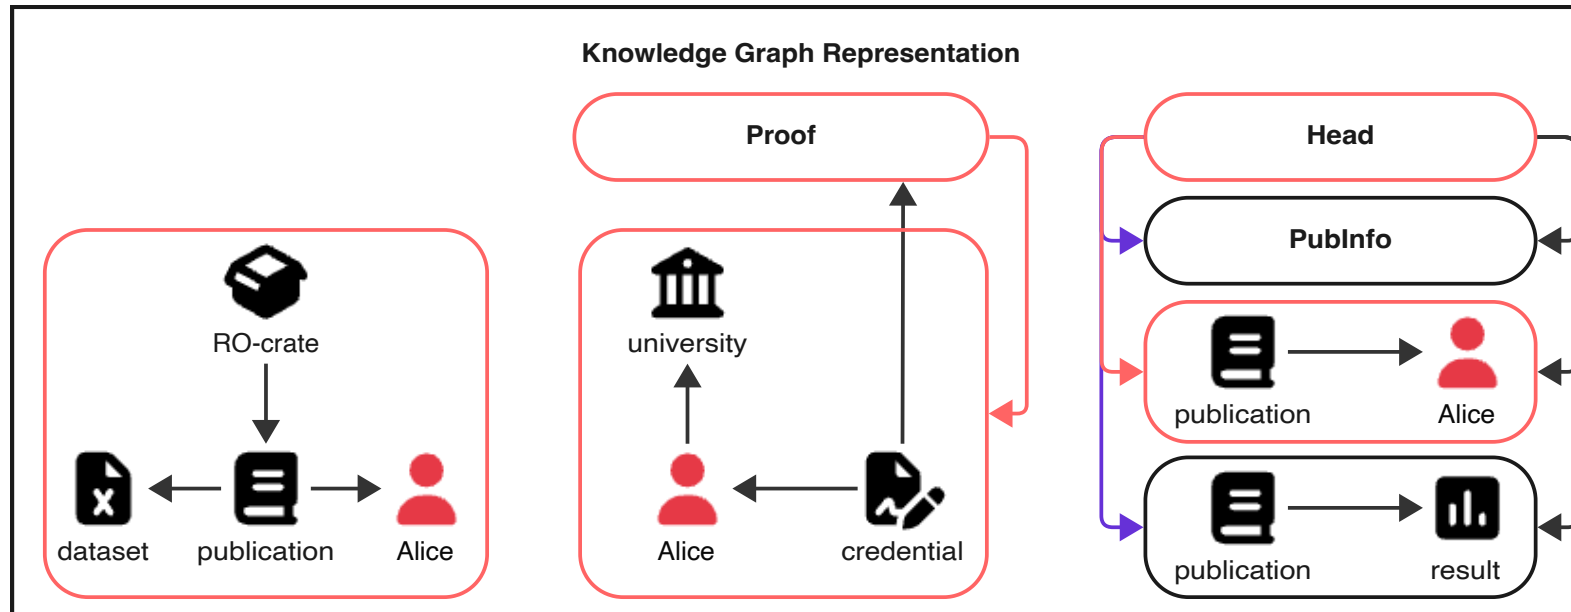 Knowledge Graph Representation
Proof
Head
PubInfo
RO-crate
dataset
publication
Alice
university
Alice
credential
publication
Alice
publication
result